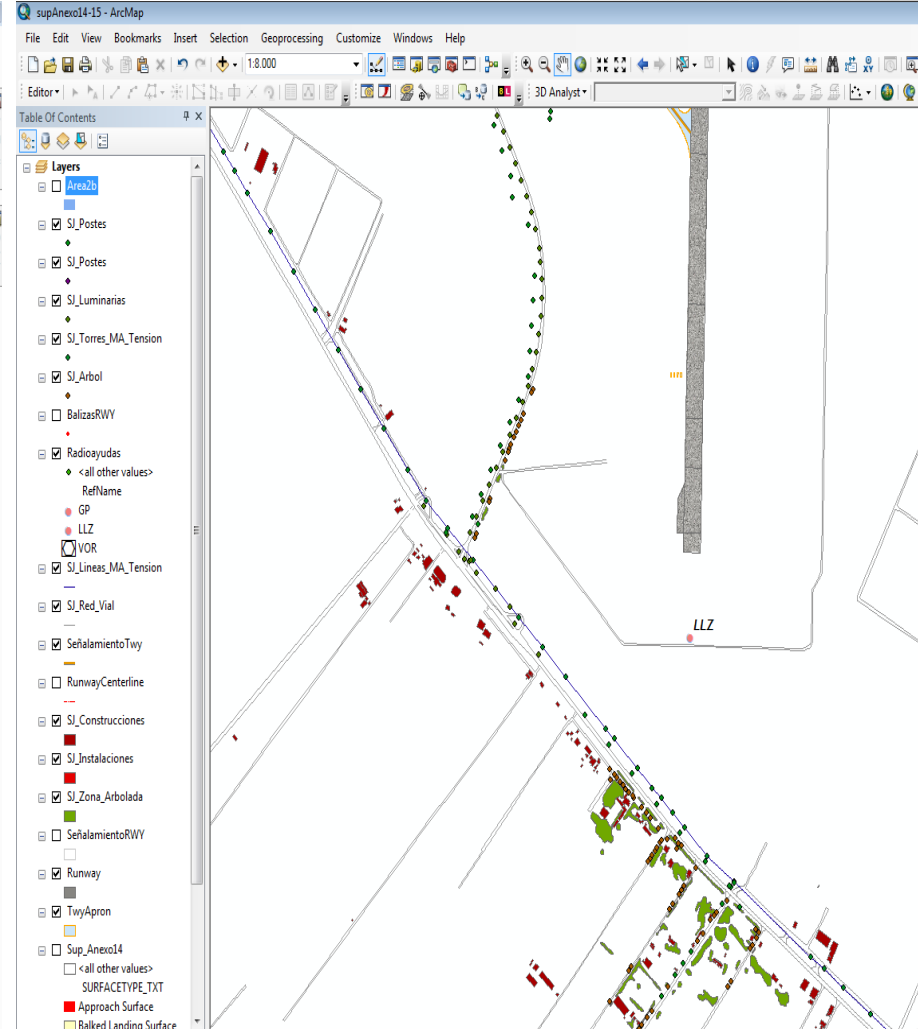 supAnexo14-15 - ArcMap
File Edit View Bookmarks Insert Selection Geoprocessing Customize Windows Help
1:8.000
Editor 3D Analyst
Table Of Contents
Layers
Area2b
SJ_Postes
SJ_Postes
SJ_Luminarias
SJ_Torres_MA_Tension
SJ_Arbol
BalizasRWY
Radioayudas
<all other values>
RefName
GP
LLZ
VOR
SJ_Lineas_MA_Tension
SJ_Red_Vial
SeñalamientoTwy
RunwayCenterline
SJ_Construcciones
SJ_Instalaciones
SJ_Zona_Arbolada
SeñalamientoRWY
Runway
TwyApron
Sup_Anexo14
<all other values>
SURFACETYPE_TXT
Approach Surface
Balked Landing Surface
LLZ